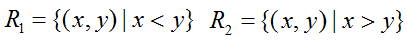 R₁ = {(x, y) | x < y} R₂ = {(x, y) | x > y}